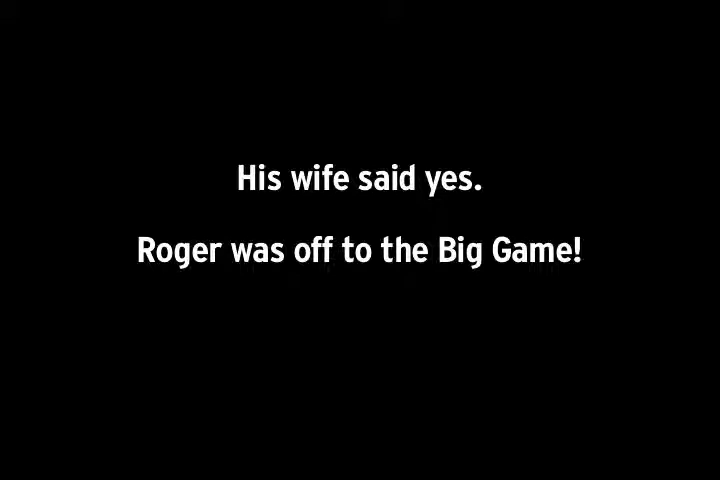 His wife said yes.
Roger was off to the Big Game!